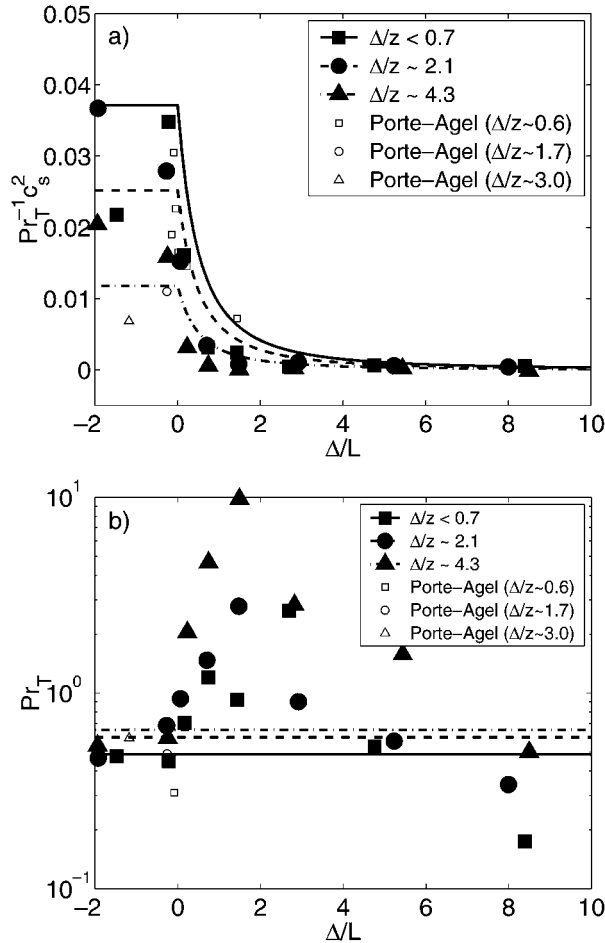 a)
Δ/z < 0.7
Δ/z ~ 2.1
Δ/z ~ 4.3
Porte−Agel (Δ/z~0.6)
Porte−Agel (Δ/z~1.7)
Porte−Agel (Δ/z~3.0)
0.05
0.04
0.03
0.02
0.01
0
Pr_T^{-1} c_s^2
−2 0 2 4 6 8 10
Δ/L
b)
Δ/z < 0.7
Δ/z ~ 2.1
Δ/z ~ 4.3
Porte−Agel (Δ/z~0.6)
Porte−Agel (Δ/z~1.7)
Porte−Agel (Δ/z~3.0)
10^1
10^0
10^{-1}
Pr_T
−2 0 2 4 6 8 10
Δ/L